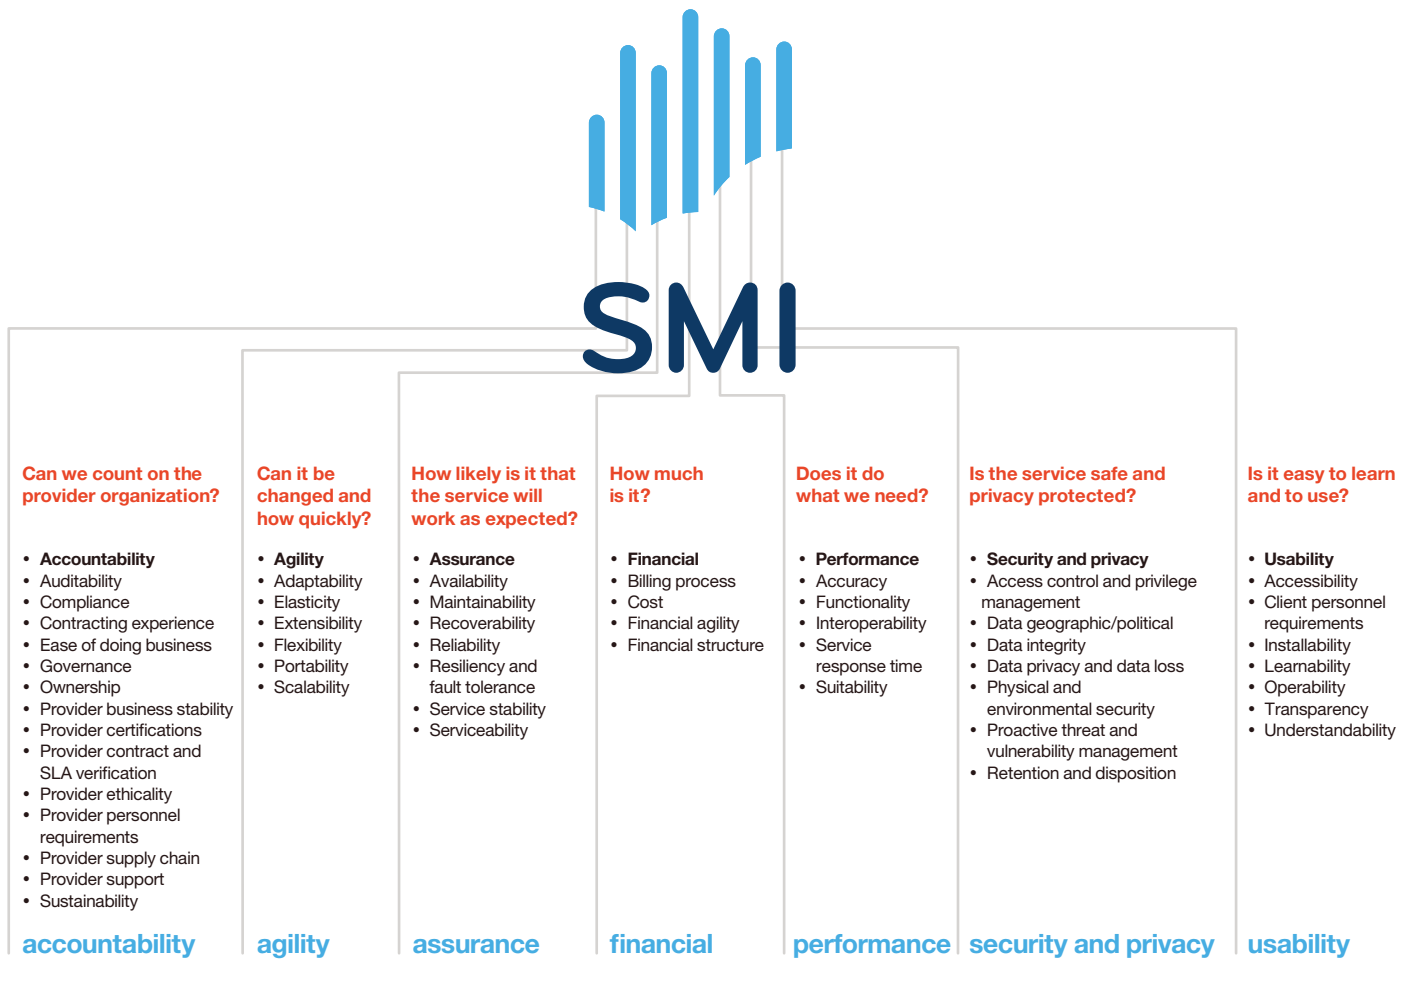 SMI
Can we count on the
provider organization?
• Accountability
• Auditability
• Compliance
• Contracting experience
• Ease of doing business
• Governance
• Ownership
• Provider business stability
• Provider certifications
• Provider contract and
SLA verification
• Provider ethicality
• Provider personnel
requirements
• Provider supply chain
• Provider support
• Sustainability
accountability
Can it be
changed and
how quickly?
• Agility
• Adaptability
• Elasticity
• Extensibility
• Flexibility
• Portability
• Scalability
agility
How likely is it that
the service will
work as expected?
• Assurance
• Availability
• Maintainability
• Recoverability
• Reliability
• Resiliency and
fault tolerance
• Service stability
• Serviceability
assurance
How much
is it?
• Financial
• Billing process
• Cost
• Financial agility
• Financial structure
financial
Does it do
what we need?
• Performance
• Accuracy
• Functionality
• Interoperability
• Service
response time
• Suitability
performance
Is the service safe and
privacy protected?
• Security and privacy
• Access control and privilege
management
• Data geographic/political
• Data integrity
• Data privacy and data loss
• Physical and
environmental security
• Proactive threat and
vulnerability management
• Retention and disposition
security and privacy
Is it easy to learn
and to use?
• Usability
• Accessibility
• Client personnel
requirements
• Installability
• Learnability
• Operability
• Transparency
• Understandability
usability